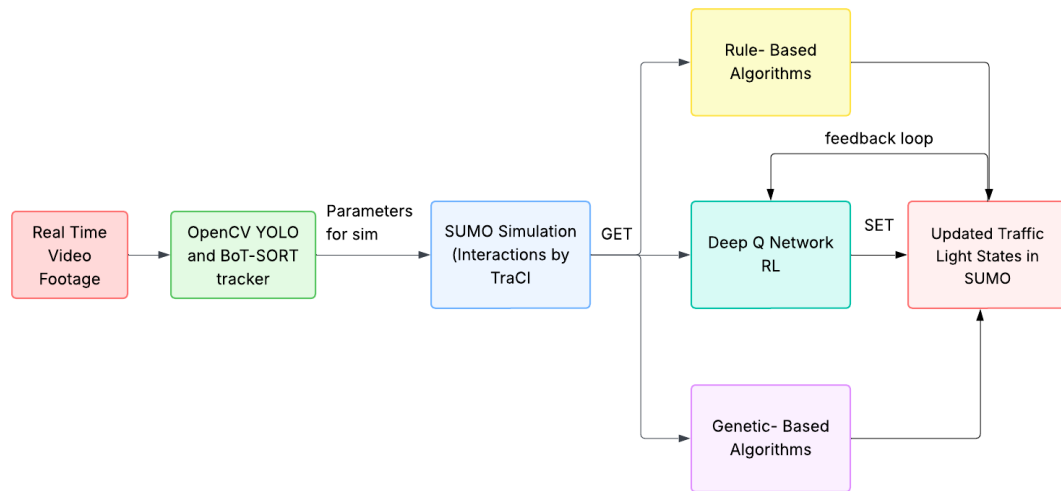 Real Time
Video
Footage
OpenCV YOLO
and BoT-SORT
tracker
Parameters
for sim
SUMO Simulation
(Interactions by
TraCI
GET
Rule- Based
Algorithms
feedback loop
Deep Q Network
RL
SET
Updated Traffic
Light States in
SUMO
Genetic- Based
Algorithms